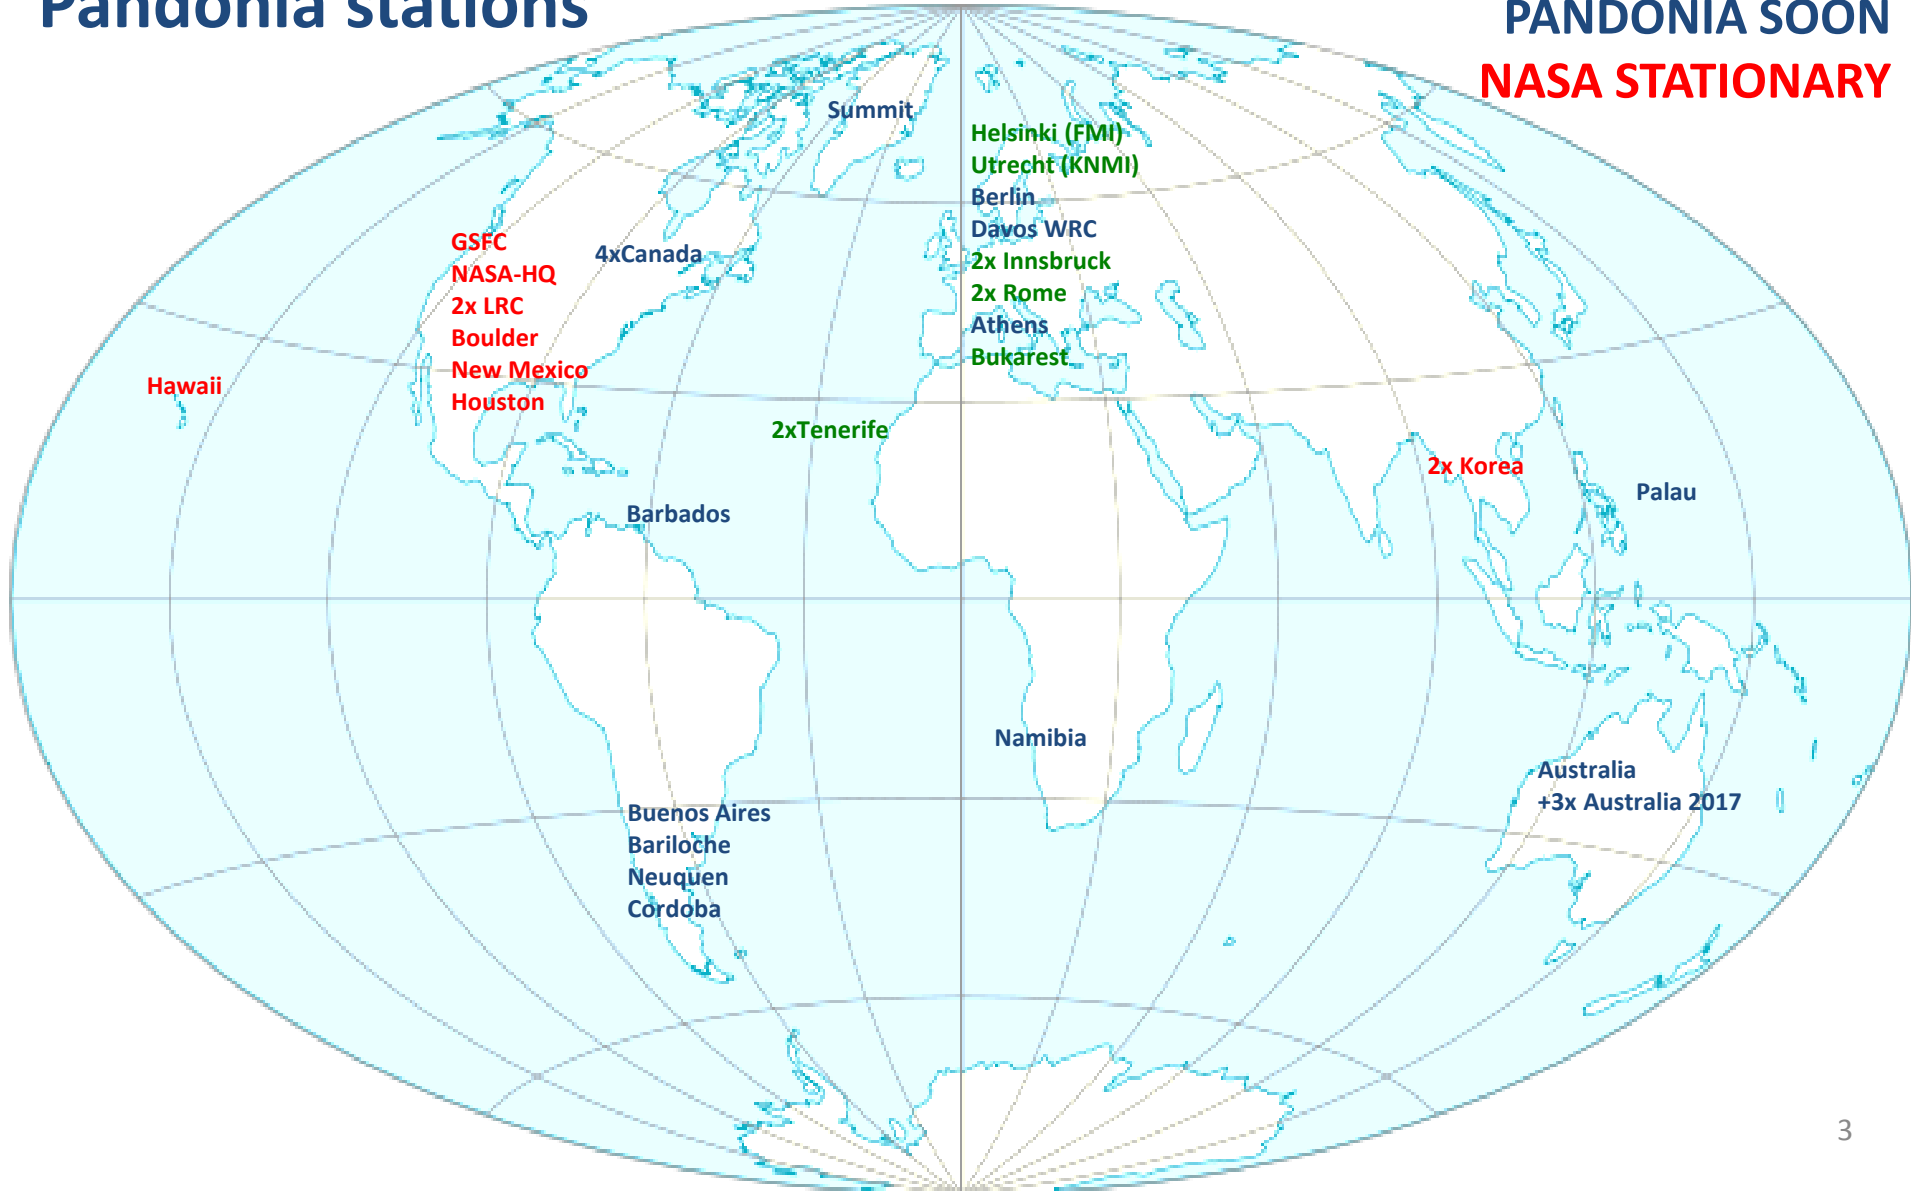 Pandonia stations
PANDONIA SOON
NASA STATIONARY
Summit
Helsinki (FMI)
Utrecht (KNMI)
Berlin
Davos WRC
2x Innsbruck
2x Rome
Athens
Bukarest
GSFC
NASA-HQ
2x LRC
Boulder
New Mexico
Houston
4xCanada
Hawaii
2xTenerife
2x Korea
Palau
Barbados
Namibia
Australia
+3x Australia 2017
Buenos Aires
Bariloche
Neuquen
Cordoba
3